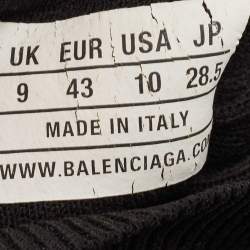 UK EUR USA JP
9 43 10 28.5
MADE IN ITALY
WWW.BALENCIAGA.CO